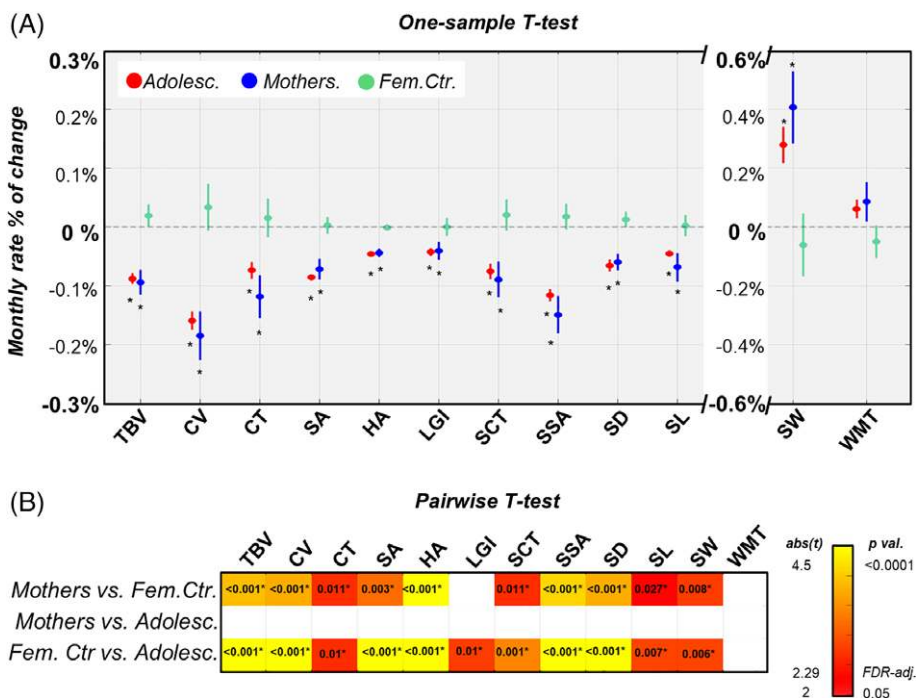 (A)
One-sample T-test
Monthly rate % of change
0.3%
0.2%
0.1%
0 %
-0.1%
-0.2%
-0.3%
Adolesc. Mothers. Fem.Ctr.
* * * * * * * * * * * * * * * * * * * *
TBV CV CT SA HA LGI SCT SSA SD SL
0.6%
0.4%
0.2%
0 %
-0.2%
-0.4%
-0.6%
* *
SW WMT
(B)
Pairwise T-test
TBV CV CT SA HA LGI SCT SSA SD SL SW WMT
Mothers vs. Fem.Ctr. <0.001* <0.001* 0.011* 0.003* <0.001* 0.011* <0.001* <0.001* 0.027* 0.008*
Mothers vs. Adolesc.
Fem. Ctr vs. Adolesc. <0.001* <0.001* 0.01* <0.001* <0.001* 0.01* 0.001* <0.001* <0.001* 0.007* 0.006*
abs(t) p val.
4.5 <0.0001
2.29 FDR-adj.
2 0.05